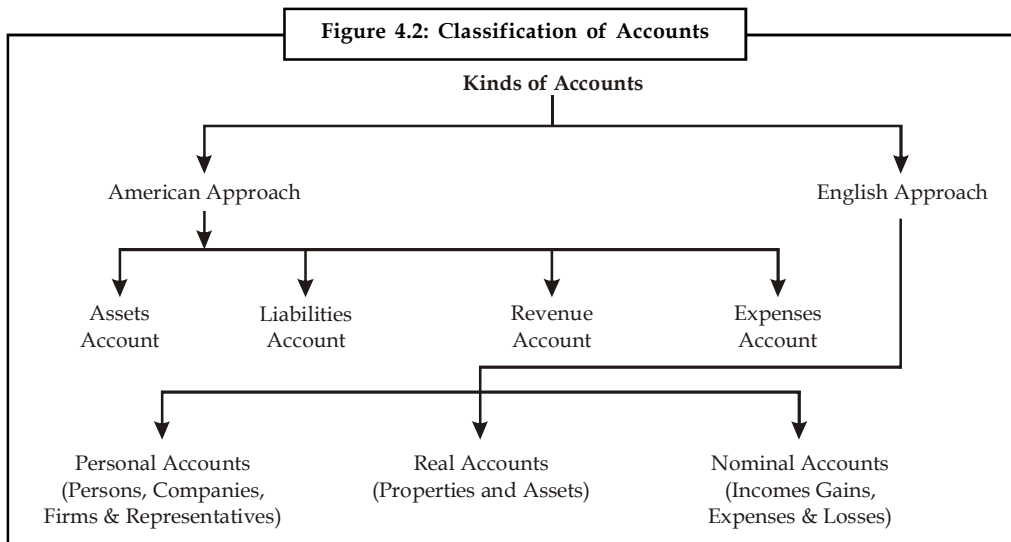 Figure 4.2: Classification of Accounts
Kinds of Accounts
American Approach
English Approach
Assets
Account
Liabilities
Account
Revenue
Account
Expenses
Account
Personal Accounts
(Persons, Companies,
Firms & Representatives)
Real Accounts
(Properties and Assets)
Nominal Accounts
(Incomes Gains,
Expenses & Losses)